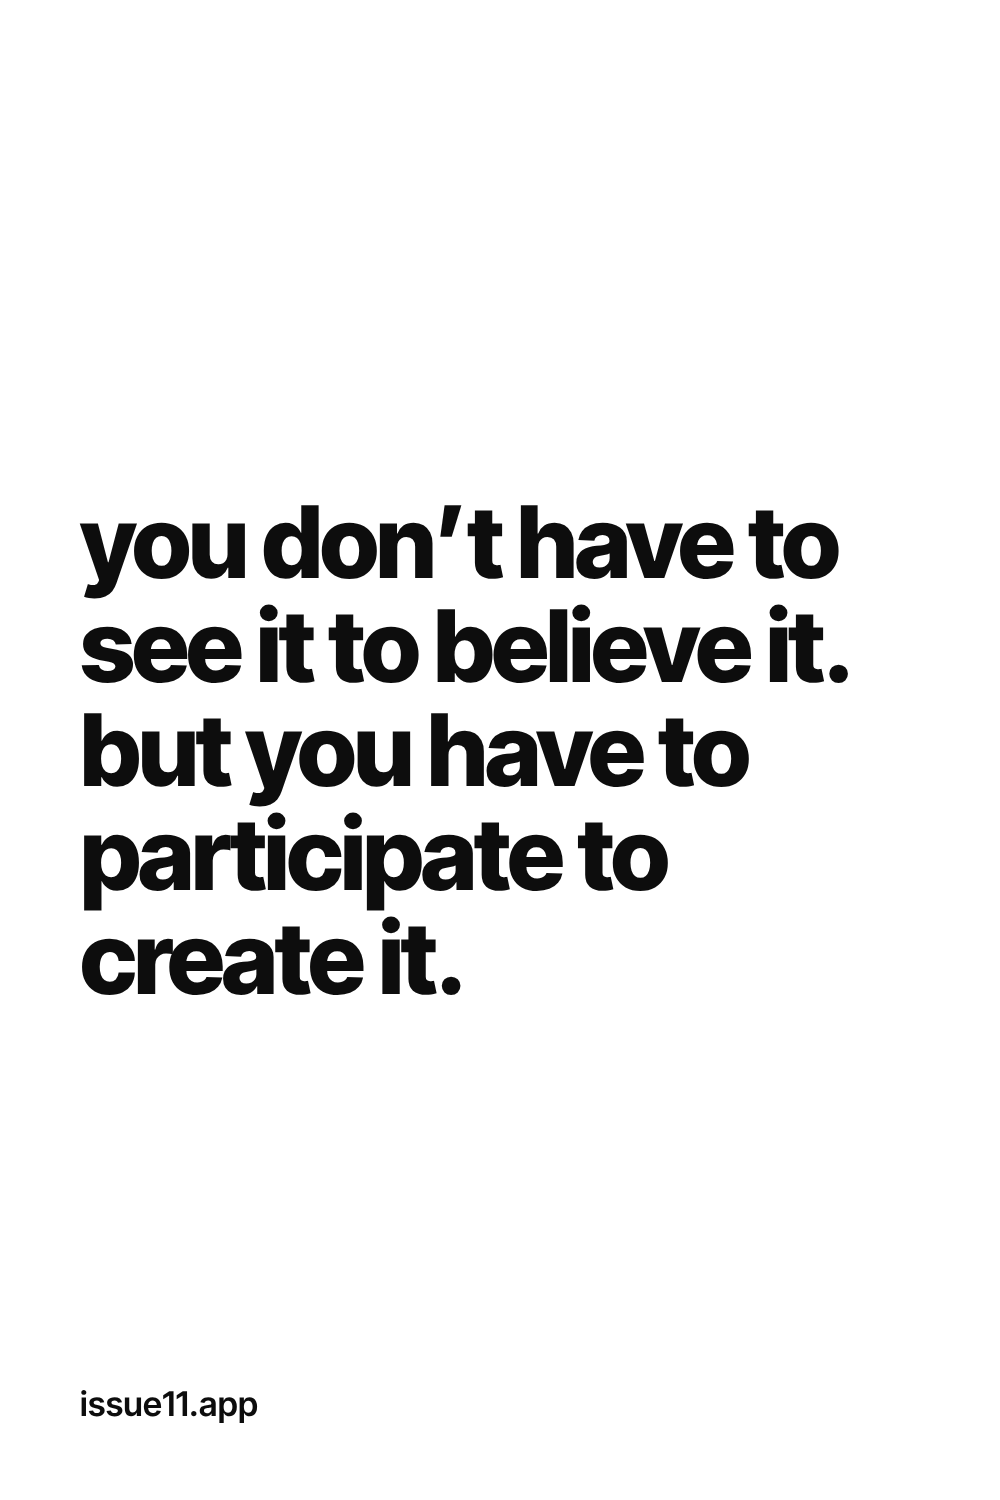 you don’t have to
see it to believe it.
but you have to
participate to
create it.
issue11.app